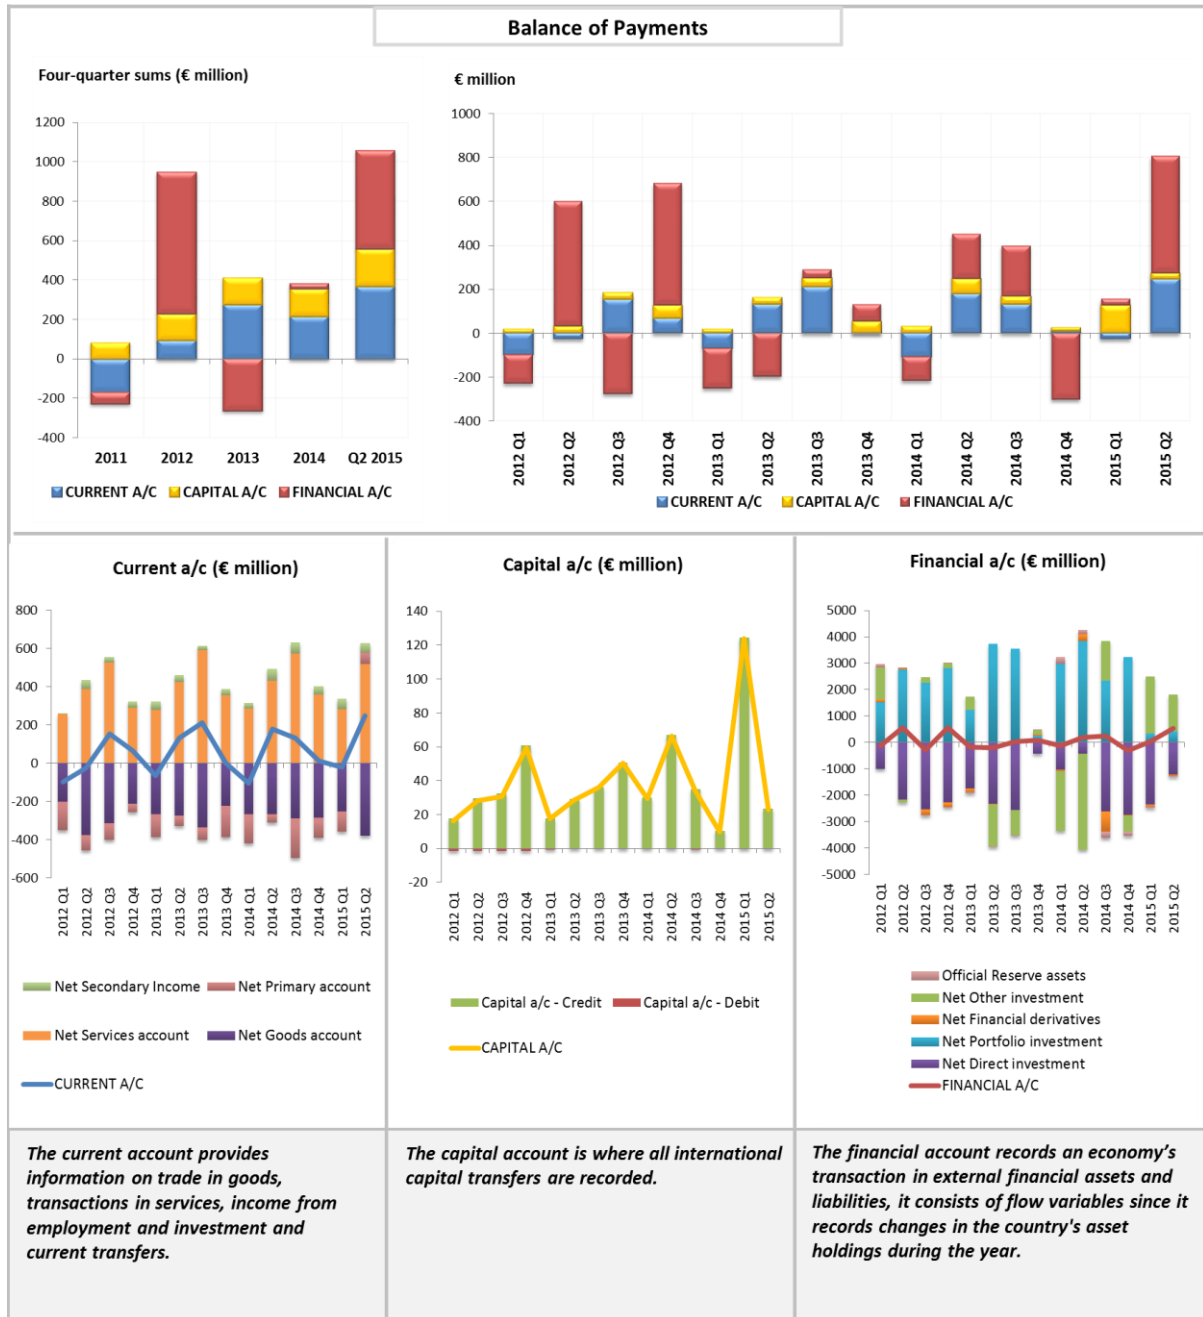 Balance of Payments
Four-quarter sums (€ million)
1200
1000
800
600
400
200
0
-200
-400
2011 2012 2013 2014 Q2 2015
CURRENT A/C CAPITAL A/C FINANCIAL A/C
€ million
1000
800
600
400
200
0
-200
-400
2012 Q1
2012 Q2
2012 Q3
2012 Q4
2013 Q1
2013 Q2
2013 Q3
2013 Q4
2014 Q1
2014 Q2
2014 Q3
2014 Q4
2015 Q1
2015 Q2
CURRENT A/C CAPITAL A/C FINANCIAL A/C
Current a/c (€ million)
800
600
400
200
0
-200
-400
-600
2012 Q1
2012 Q2
2012 Q3
2012 Q4
2013 Q1
2013 Q2
2013 Q3
2013 Q4
2014 Q1
2014 Q2
2014 Q3
2014 Q4
2015 Q1
2015 Q2
Net Secondary Income Net Primary account
Net Services account Net Goods account
CURRENT A/C
Capital a/c (€ million)
140
120
100
80
60
40
20
0
-20
2012 Q1
2012 Q2
2012 Q3
2012 Q4
2013 Q1
2013 Q2
2013 Q3
2013 Q4
2014 Q1
2014 Q2
2014 Q3
2014 Q4
2015 Q1
2015 Q2
Capital a/c - Credit Capital a/c - Debit
CAPITAL A/C
Financial a/c (€ million)
5000
4000
3000
2000
1000
0
-1000
-2000
-3000
-4000
-5000
2012 Q1
2012 Q2
2012 Q3
2012 Q4
2013 Q1
2013 Q2
2013 Q3
2013 Q4
2014 Q1
2014 Q2
2014 Q3
2014 Q4
2015 Q1
2015 Q2
Official Reserve assets
Net Other investment
Net Financial derivatives
Net Portfolio investment
Net Direct investment
FINANCIAL A/C
The current account provides
information on trade in goods,
transactions in services, income from
employment and investment and
current transfers.
The capital account is where all international
capital transfers are recorded.
The financial account records an economy’s
transaction in external financial assets and
liabilities, it consists of flow variables since it
records changes in the country's asset
holdings during the year.